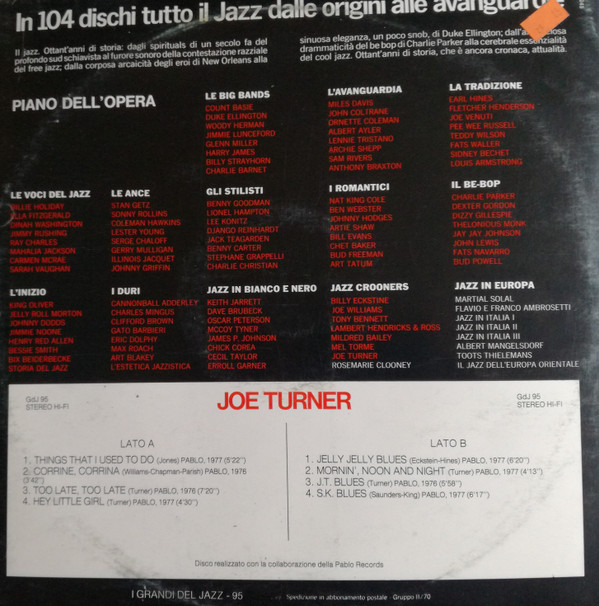 In 104 dischi tutto il Jazz dalle origini alle avanguardie
Il jazz. Ottant'anni di storia: dagli spirituals di un secolo fa del
profondo sud schiavista al furore sonoro della contestazione razziale
del free jazz; dalla corposa arcaicità degli eroi di New Orleans alla
sinuosa eleganza, un poco snob, di Duke Ellington; dall'
drammaticità del be bop di Charlie Parker alla cerebrale essenzialità
del cool jazz. Ottant'anni di storia, che è ancora cronaca, attualità.
PIANO DELL'OPERA
LE BIG BANDS
COUNT BASIE
DUKE ELLINGTON
WOODY HERMAN
JIMMIE LUNCEFORD
GLENN MILLER
HARRY JAMES
BILLY STRAYHORN
CHARLIE BARNET
L'AVANGUARDIA
MILES DAVIS
JOHN COLTRANE
ORNETTE COLEMAN
ALBERT AYLER
LENNIE TRISTANO
ARCHIE SHEPP
SAM RIVERS
ANTHONY BRAXTON
LA TRADIZIONE
EARL HINES
FLETCHER HENDERSON
JOE VENUTI
PEE WEE RUSSELL
TEDDY WILSON
FATS WALLER
SIDNEY BECHET
LOUIS ARMSTRONG
LE VOCI DEL JAZZ
BILLIE HOLIDAY
ELLA FITZGERALD
DINAH WASHINGTON
JIMMY RUSHING
RAY CHARLES
MAHALIA JACKSON
CARMEN MCRAE
SARAH VAUGHAN
LE ANCE
STAN GETZ
SONNY ROLLINS
COLEMAN HAWKINS
LESTER YOUNG
SERGE CHALOFF
GERRY MULLIGAN
ILLINOIS JACQUET
JOHNNY GRIFFIN
GLI STILISTI
BENNY GOODMAN
LIONEL HAMPTON
LEE KONITZ
DJANGO REINHARDT
JACK TEAGARDEN
BENNY CARTER
STEPHANE GRAPPELLI
CHARLIE CHRISTIAN
I ROMANTICI
NAT KING COLE
BEN WEBSTER
JOHNNY HODGES
ARTIE SHAW
BILL EVANS
CHET BAKER
BUD FREEMAN
ART TATUM
IL BE-BOP
CHARLIE PARKER
DEXTER GORDON
DIZZY GILLESPIE
THELONIOUS MONK
JAY JAY JOHNSON
JOHN LEWIS
FATS NAVARRO
BUD POWELL
L'INIZIO
KING OLIVER
JELLY ROLL MORTON
JOHNNY DODDS
JIMMIE NOONE
HENRY RED ALLEN
BESSIE SMITH
BIX BEIDERBECKE
STORIA DEL JAZZ
I DURI
CANNONBALL ADDERLEY
CHARLES MINGUS
CLIFFORD BROWN
GATO BARBIERI
ERIC DOLPHY
MAX ROACH
ART BLAKEY
L'ESTETICA JAZZISTICA
JAZZ IN BIANCO E NERO
KEITH JARRETT
DAVE BRUBECK
OSCAR PETERSON
MCCOY TYNER
JAMES P. JOHNSON
CHICK COREA
CECIL TAYLOR
ERROLL GARNER
JAZZ CROONERS
BILLY ECKSTINE
JOE WILLIAMS
TONY BENNETT
LAMBERT HENDRICKS & ROSS
MILDRED BAILEY
MEL TORME
JOE TURNER
ROSEMARIE CLOONEY
JAZZ IN EUROPA
MARTIAL SOLAL
FLAVIO E FRANCO AMBROSETTI
JAZZ IN ITALIA I
JAZZ IN ITALIA II
JAZZ IN ITALIA III
ALBERT MANGELSDORF
TOOTS THIELEMANS
IL JAZZ DELL'EUROPA ORIENTALE
GdJ 95
STEREO HI-FI
JOE TURNER
GdJ 95
STEREO HI-FI
LATO A
1. THINGS THAT I USED TO DO (Jones) PABLO, 1977 (5'22'')
2. CORRINE, CORRINA (Williams-Chapman-Parish) PABLO, 1976
(3'42'')
3. TOO LATE, TOO LATE (Turner) PABLO, 1976 (7'20'')
4. HEY LITTLE GIRL (Turner) PABLO, 1977 (4'30'')
LATO B
1. JELLY JELLY BLUES (Eckstein-Hines) PABLO, 1977 (6'20'')
2. MORNIN', NOON AND NIGHT (Turner) PABLO, 1977 (4'13'')
3. J.T. BLUES (Turner) PABLO, 1976 (5'58'')
4. S.K. BLUES (Saunders-King) PABLO, 1977 (6'17'')
Disco realizzato con la collaborazione della Pablo Records
I GRANDI DEL JAZZ - 95
Spedizione in abbonamento postale - Gruppo II/70